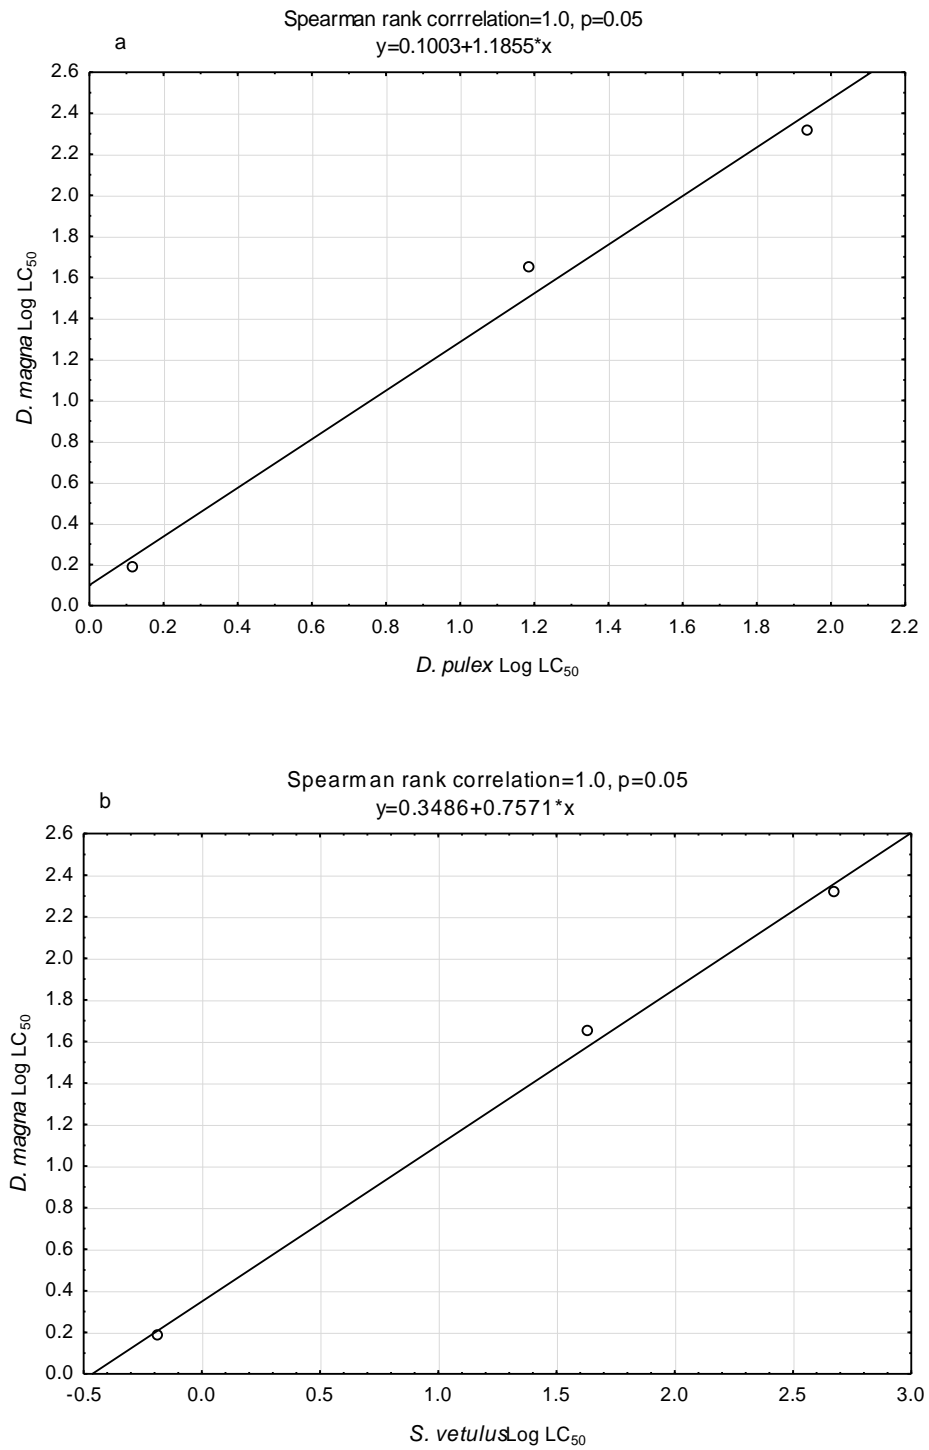 Spearman rank corrrelation=1.0, p=0.05
a
y=0.1003+1.1855*x
2.6
2.4
2.2
2.0
1.8
1.6
1.4
1.2
1.0
0.8
0.6
0.4
0.2
0.0
D. magna Log LC50
0.0 0.2 0.4 0.6 0.8 1.0 1.2 1.4 1.6 1.8 2.0 2.2
D. pulex Log LC50
Spearman rank correlation=1.0, p=0.05
b
y=0.3486+0.7571*x
2.6
2.4
2.2
2.0
1.8
1.6
1.4
1.2
1.0
0.8
0.6
0.4
0.2
0.0
D. magna Log LC50
-0.5 0.0 0.5 1.0 1.5 2.0 2.5 3.0
S. vetulus Log LC50